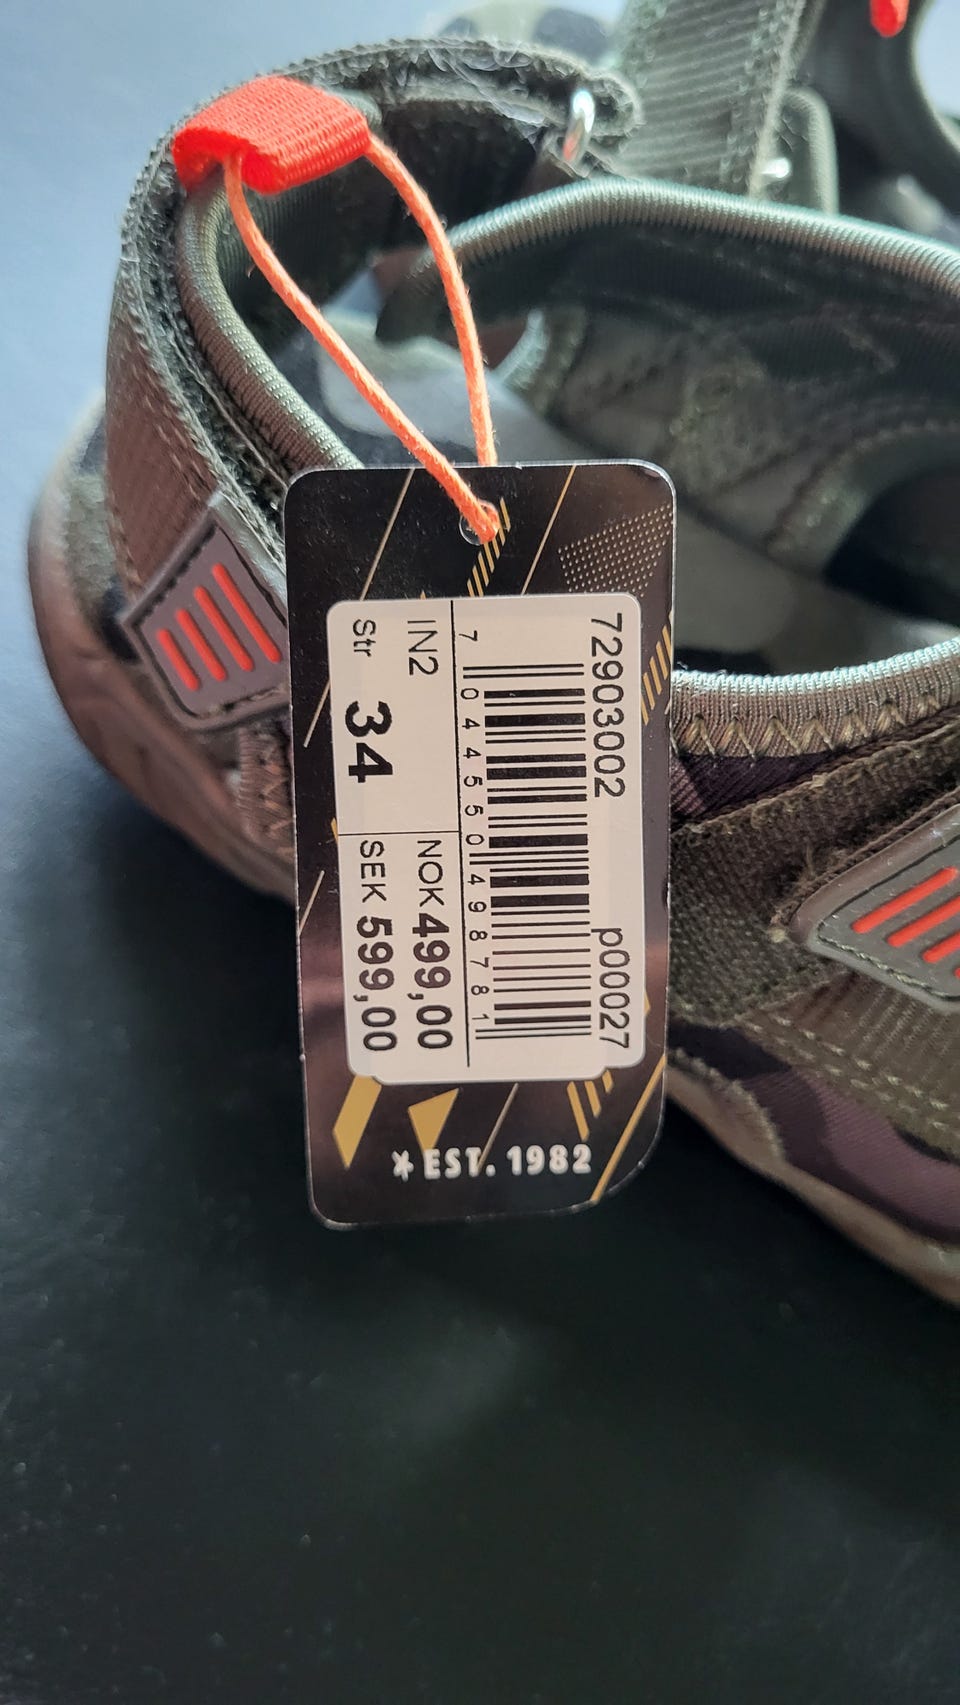 72903002 p00027
7 044550 498781
IN2
Str 34
NOK 499,00
SEK 599,00
EST. 1982